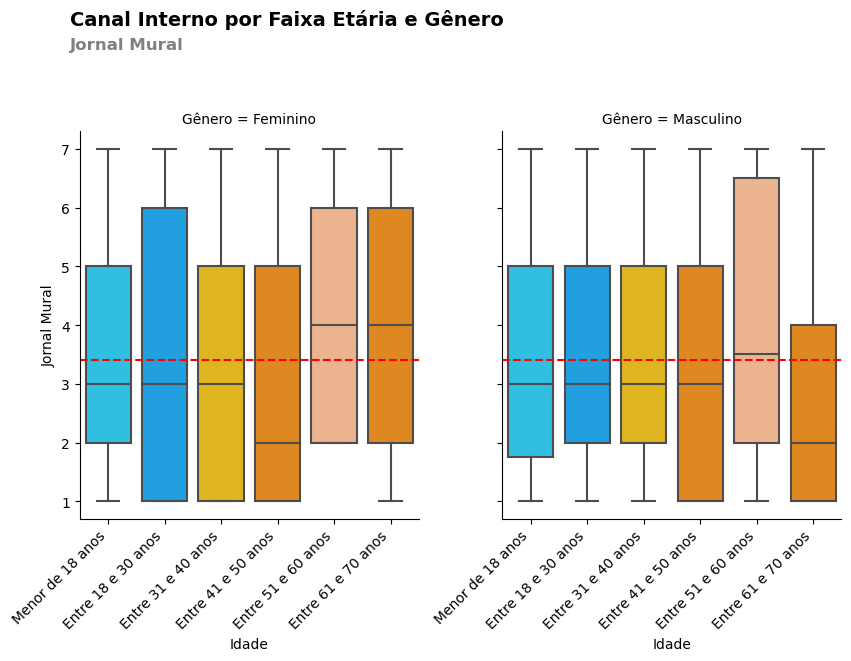 Canal Interno por Faixa Etária e Gênero
Jornal Mural
Gênero = Feminino
Gênero = Masculino
Jornal Mural
7
6
5
4
3
2
1
Menor de 18 anos
Entre 18 e 30 anos
Entre 31 e 40 anos
Entre 41 e 50 anos
Entre 51 e 60 anos
Entre 61 e 70 anos
Idade
Menor de 18 anos
Entre 18 e 30 anos
Entre 31 e 40 anos
Entre 41 e 50 anos
Entre 51 e 60 anos
Entre 61 e 70 anos
Idade